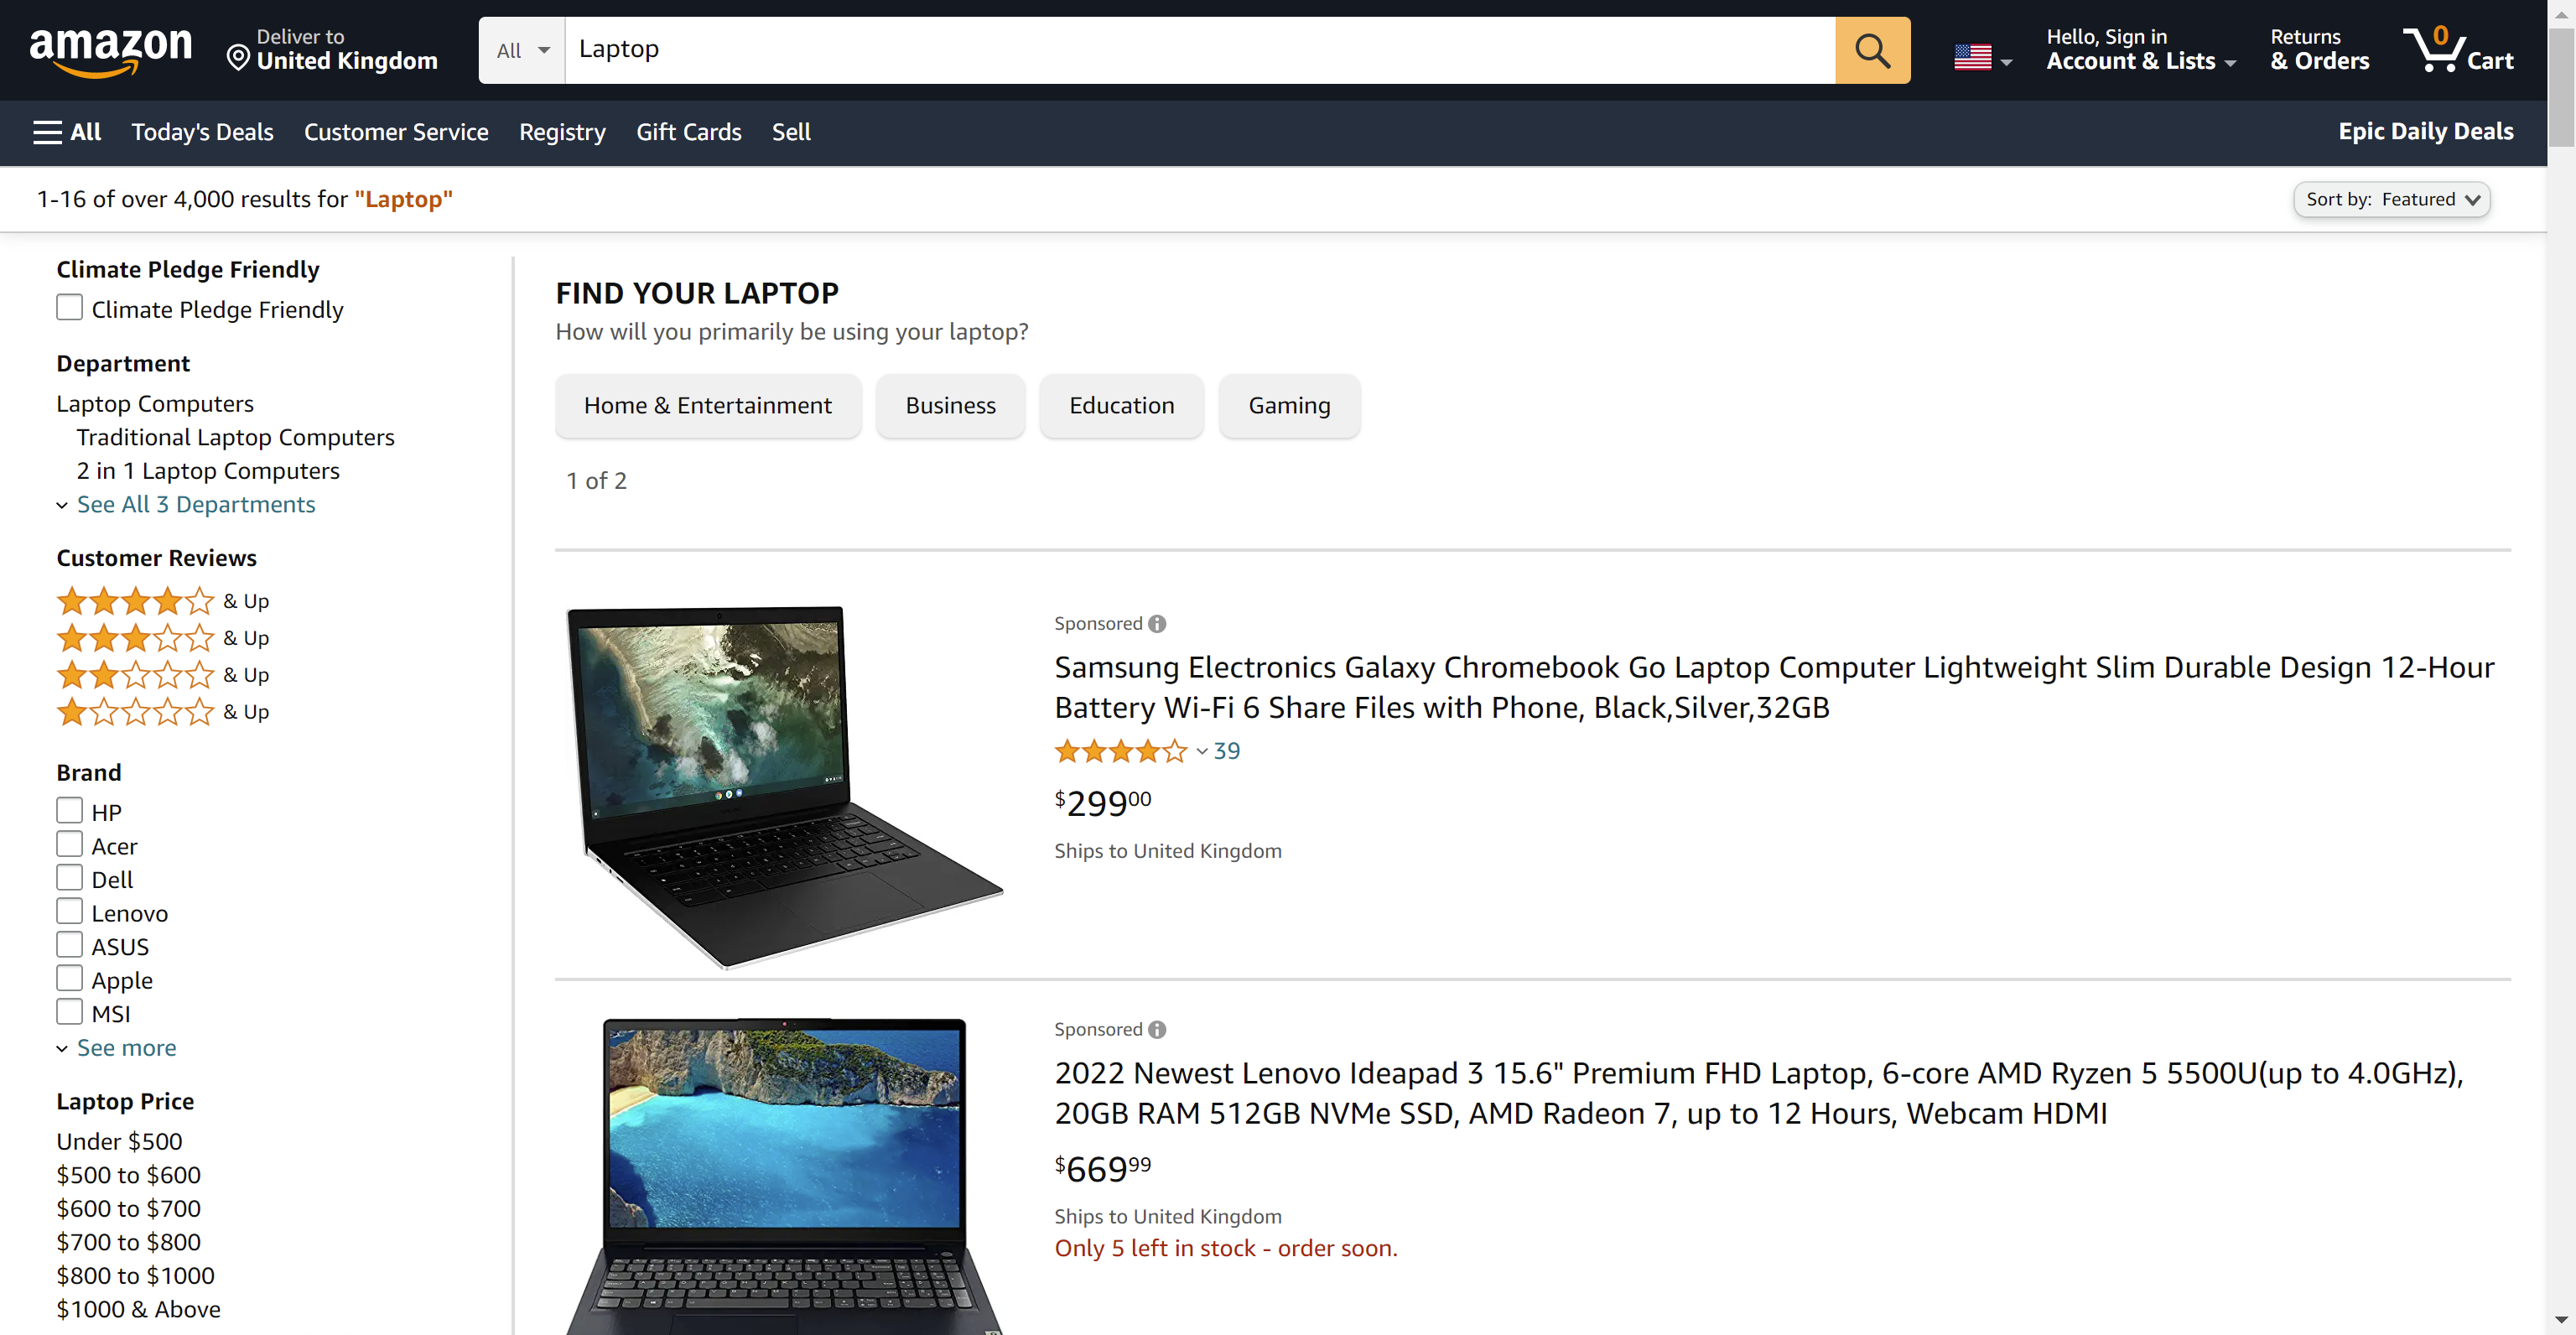 amazon
Deliver to
United Kingdom
All
Laptop
Hello, Sign in
Account & Lists
Returns
& Orders
0
Cart
All
Today's Deals
Customer Service
Registry
Gift Cards
Sell
Epic Daily Deals
1-16 of over 4,000 results for "Laptop"
Sort by: Featured
Climate Pledge Friendly
Climate Pledge Friendly
Department
Laptop Computers
Traditional Laptop Computers
2 in 1 Laptop Computers
See All 3 Departments
Customer Reviews
& Up
& Up
& Up
& Up
Brand
HP
Acer
Dell
Lenovo
ASUS
Apple
MSI
See more
Laptop Price
Under $500
$500 to $600
$600 to $700
$700 to $800
$800 to $1000
$1000 & Above
FIND YOUR LAPTOP
How will you primarily be using your laptop?
Home & Entertainment
Business
Education
Gaming
1 of 2
Sponsored
Samsung Electronics Galaxy Chromebook Go Laptop Computer Lightweight Slim Durable Design 12-Hour
Battery Wi-Fi 6 Share Files with Phone, Black,Silver,32GB
39
$29900
Ships to United Kingdom
Sponsored
2022 Newest Lenovo Ideapad 3 15.6" Premium FHD Laptop, 6-core AMD Ryzen 5 5500U(up to 4.0GHz),
20GB RAM 512GB NVMe SSD, AMD Radeon 7, up to 12 Hours, Webcam HDMI
$66999
Ships to United Kingdom
Only 5 left in stock - order soon.